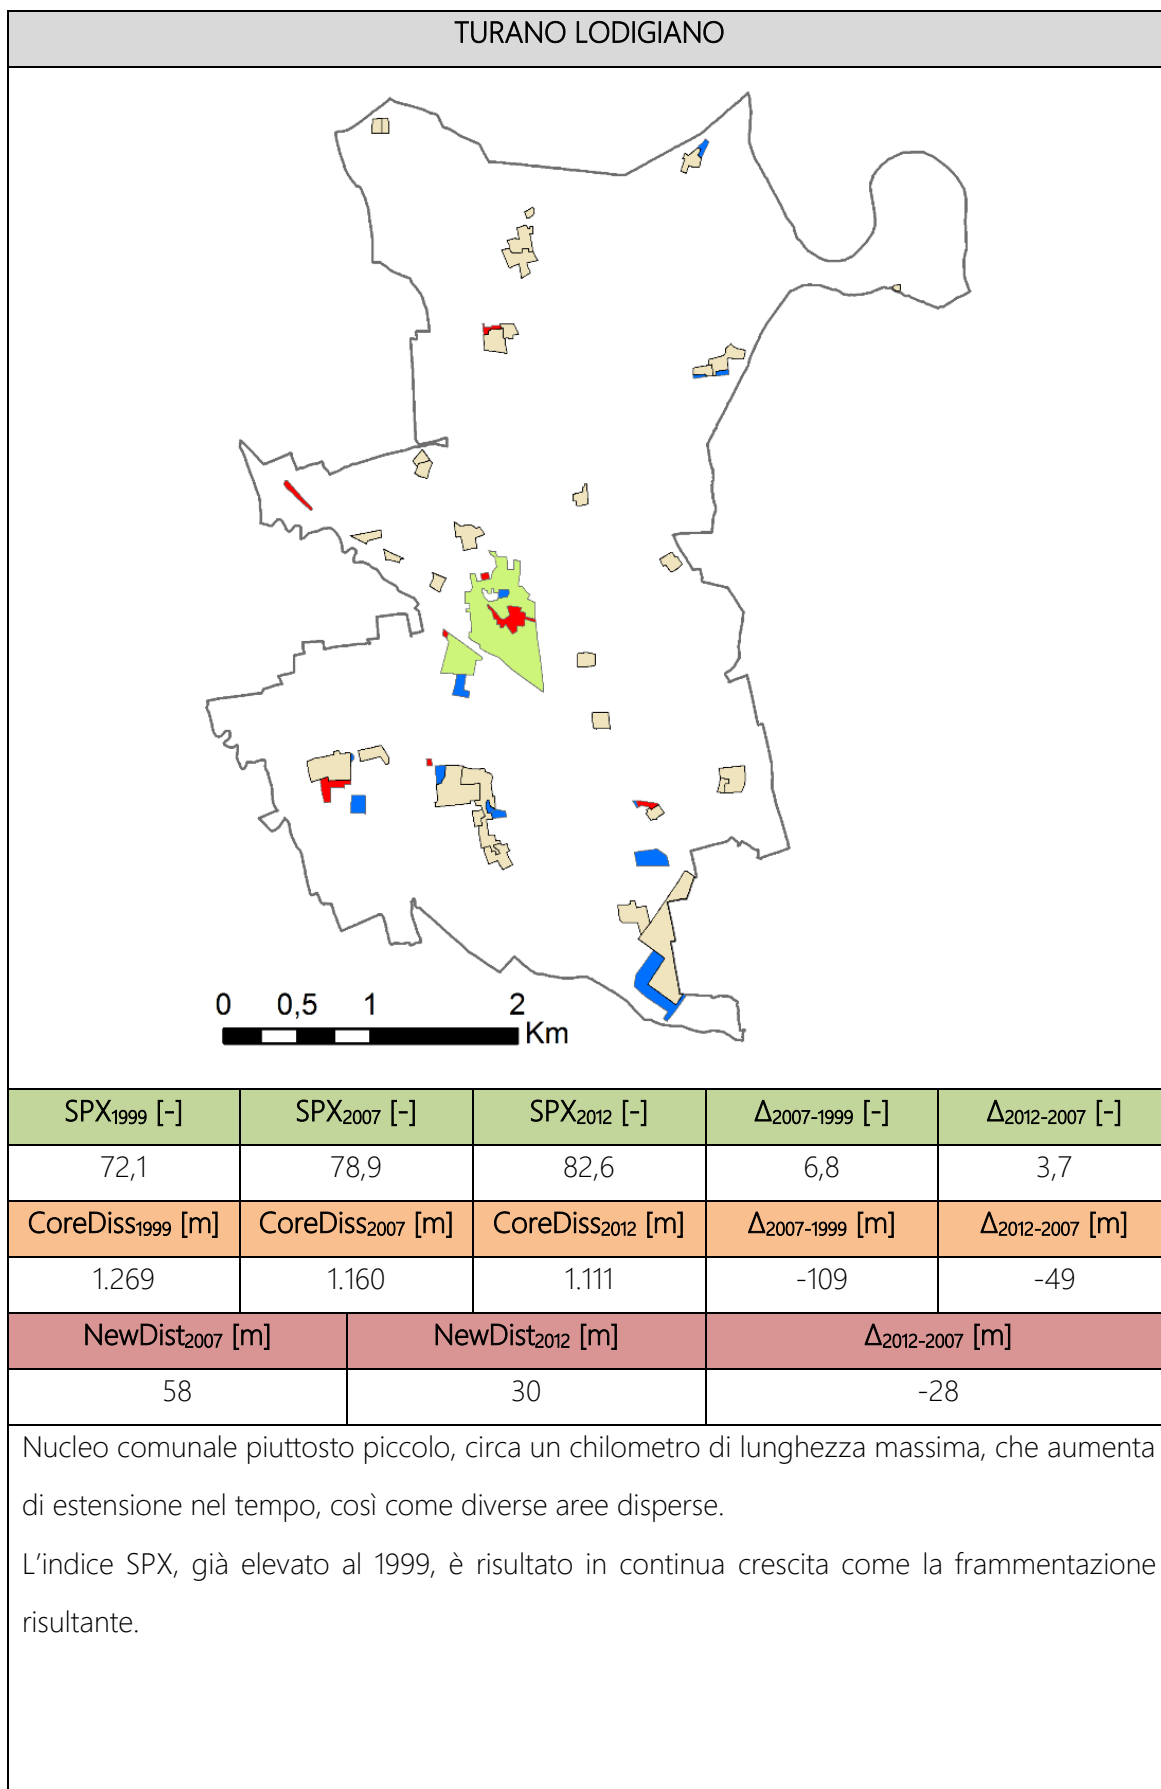 TURANO LODIGIANO
0 0,5 1 2
Km
SPX1999 [-] SPX2007 [-] SPX2012 [-] Δ2007-1999 [-] Δ2012-2007 [-]
72,1 78,9 82,6 6,8 3,7
CoreDiss1999 [m] CoreDiss2007 [m] CoreDiss2012 [m] Δ2007-1999 [m] Δ2012-2007 [m]
1.269 1.160 1.111 -109 -49
NewDist2007 [m] NewDist2012 [m] Δ2012-2007 [m]
58 30 -28
Nucleo comunale piuttosto piccolo, circa un chilometro di lunghezza massima, che aumenta
di estensione nel tempo, così come diverse aree disperse.
L’indice SPX, già elevato al 1999, è risultato in continua crescita come la frammentazione
risultante.